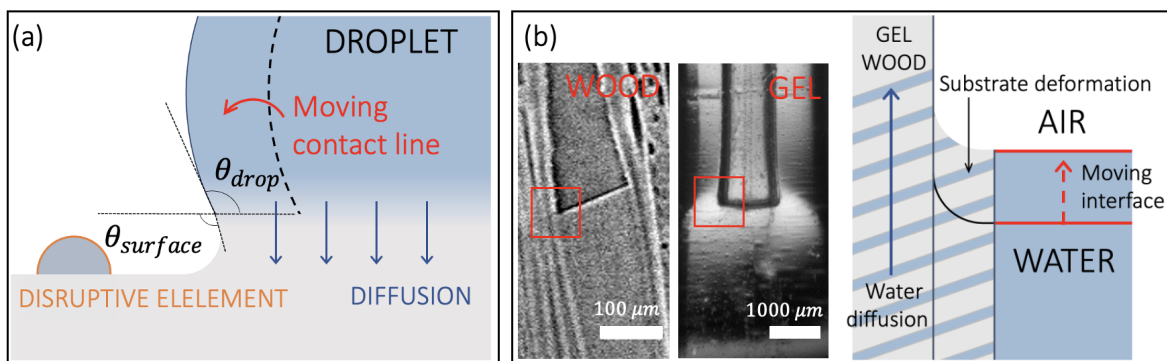 (a)
DROPLET
Moving
contact line
θdrop
θsurface
DISRUPTIVE ELELEMENT
DIFFUSION
(b)
WOOD
100 μm
GEL
1000 μm
GEL
WOOD
Substrate deformation
AIR
Moving
interface
WATER
Water
diffusion